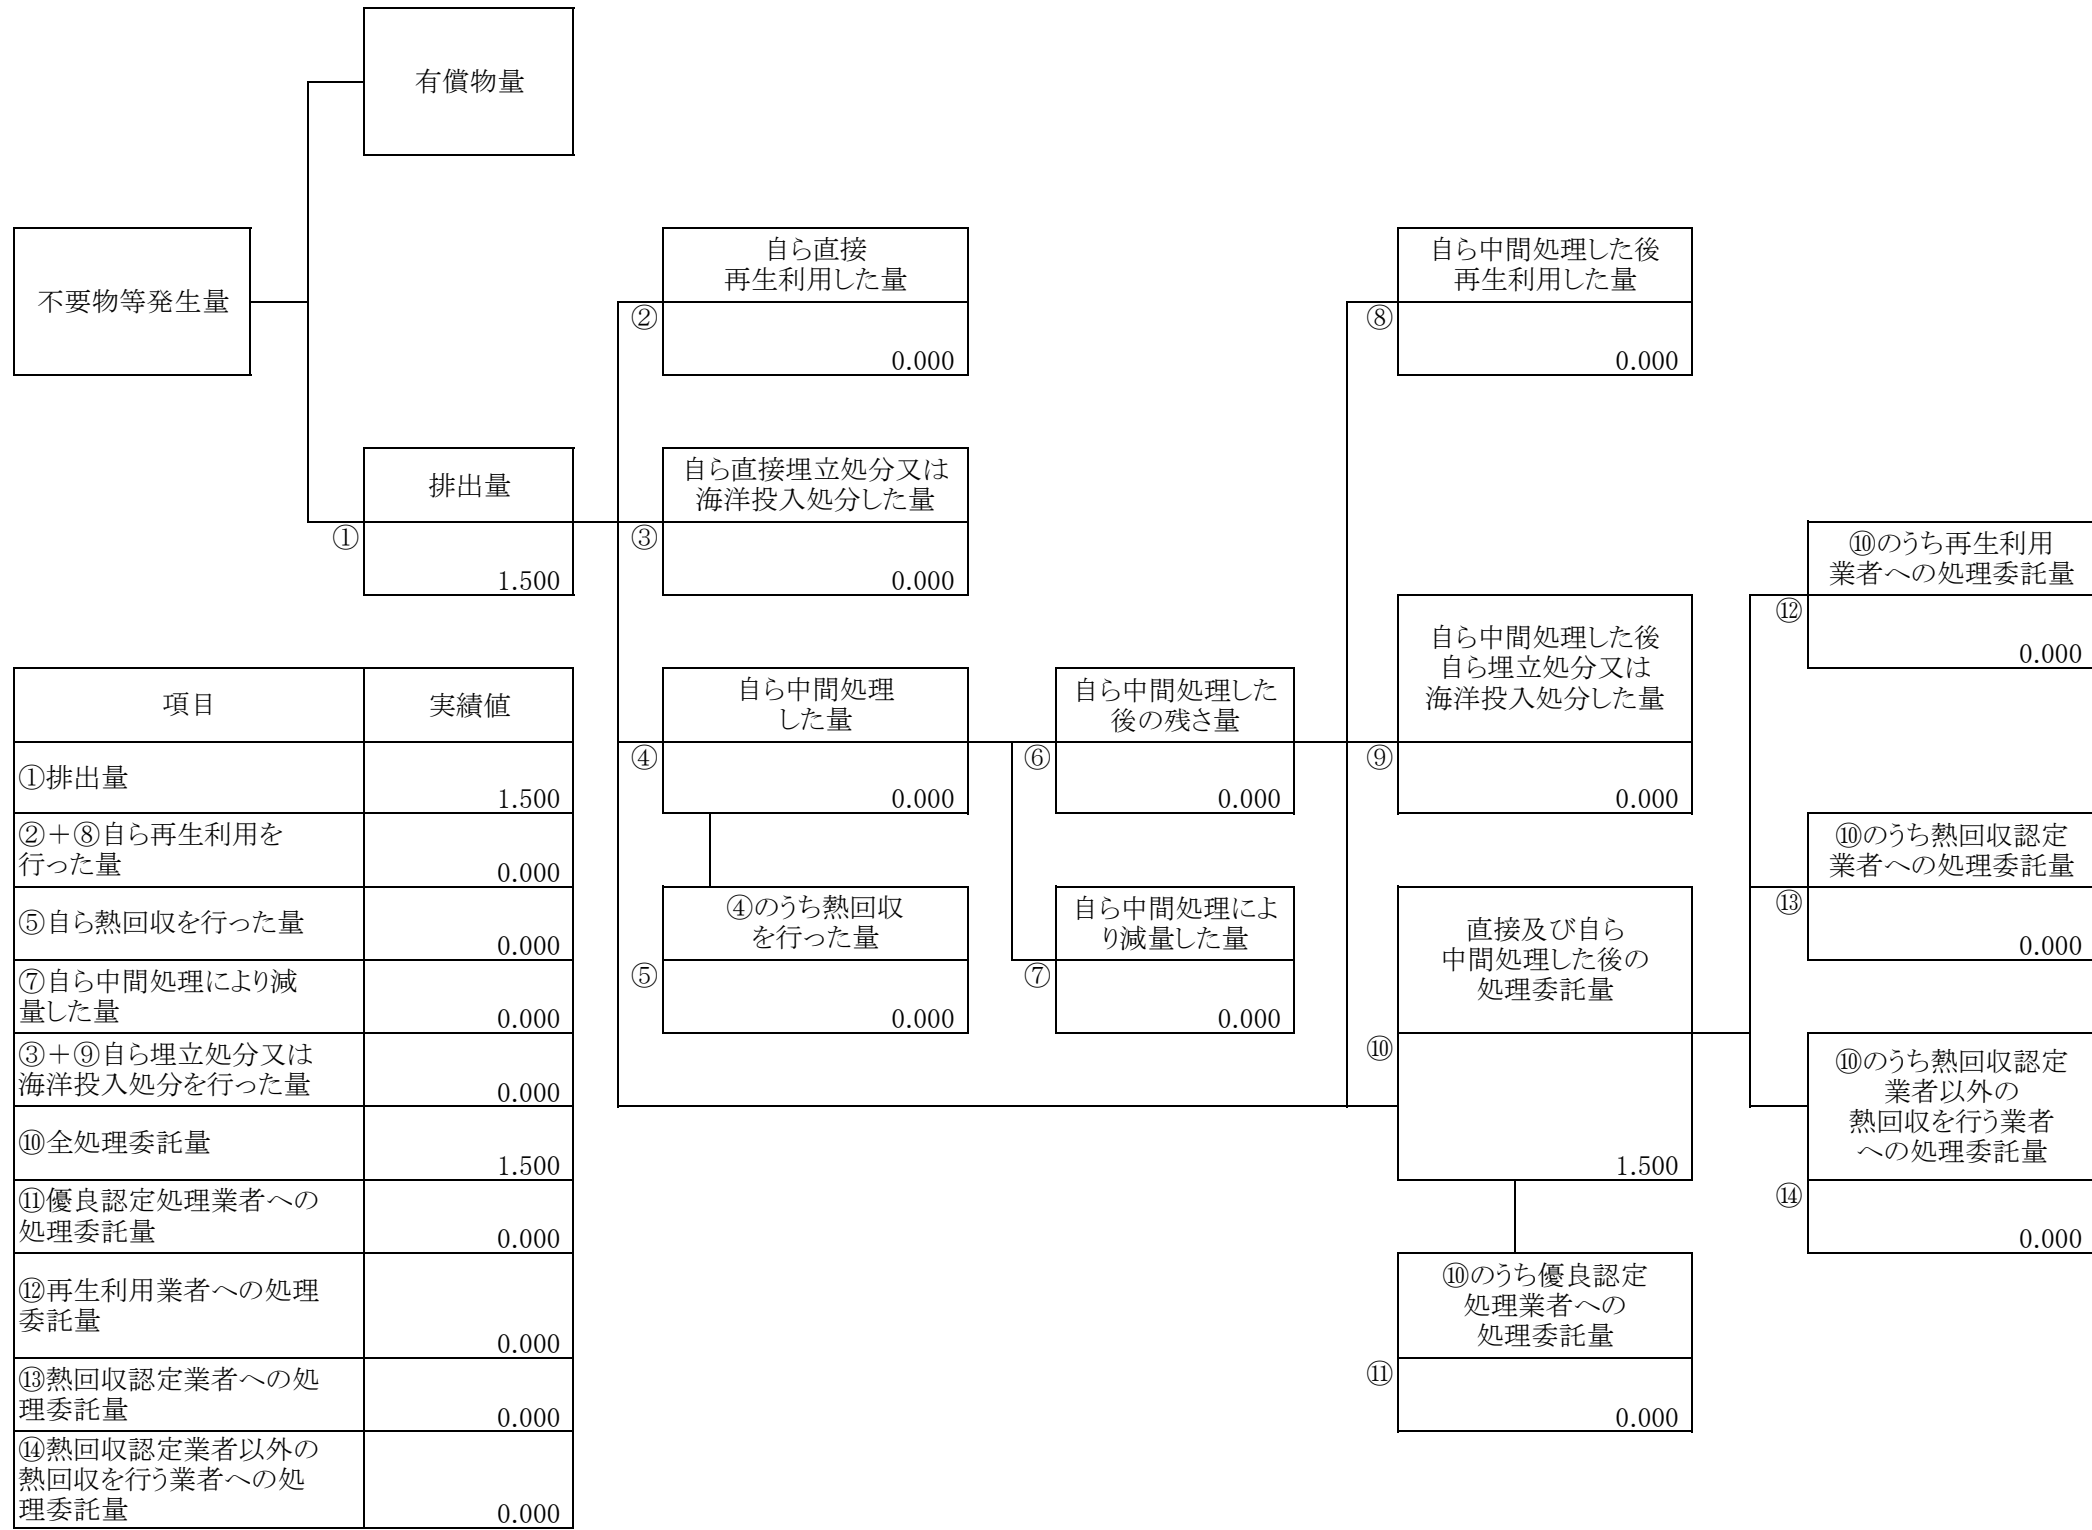 有償物量
不要物等発生量
自ら直接
再生利用した量
②
0.000
自ら中間処理した後
再生利用した量
⑧
0.000
排出量
①
1.500
自ら直接埋立処分又は
海洋投入処分した量
③
0.000
⑩のうち再生利用
業者への処理委託量
⑫
0.000
自ら中間処理
した量
④
0.000
自ら中間処理した
後の残さ量
⑥
0.000
自ら中間処理した後
自ら埋立処分又は
海洋投入処分した量
⑨
0.000
⑩のうち熱回収認定
業者への処理委託量
⑬
0.000
④のうち熱回収
を行った量
⑤
0.000
自ら中間処理によ
り減量した量
⑦
0.000
直接及び自ら
中間処理した後の
処理委託量
⑩
1.500
⑩のうち熱回収認定
業者以外の
熱回収を行う業者
への処理委託量
⑭
0.000
⑩のうち優良認定
処理業者への
処理委託量
⑪
0.000
項目
実績値
①排出量
1.500
②+⑧自ら再生利用を
行った量
0.000
⑤自ら熱回収を行った量
0.000
⑦自ら中間処理により減
量した量
0.000
③+⑨自ら埋立処分又は
海洋投入処分を行った量
0.000
⑩全処理委託量
1.500
⑪優良認定処理業者への
処理委託量
0.000
⑫再生利用業者への処理
委託量
0.000
⑬熱回収認定業者への処
理委託量
0.000
⑭熱回収認定業者以外の
熱回収を行う業者への処
理委託量
0.000